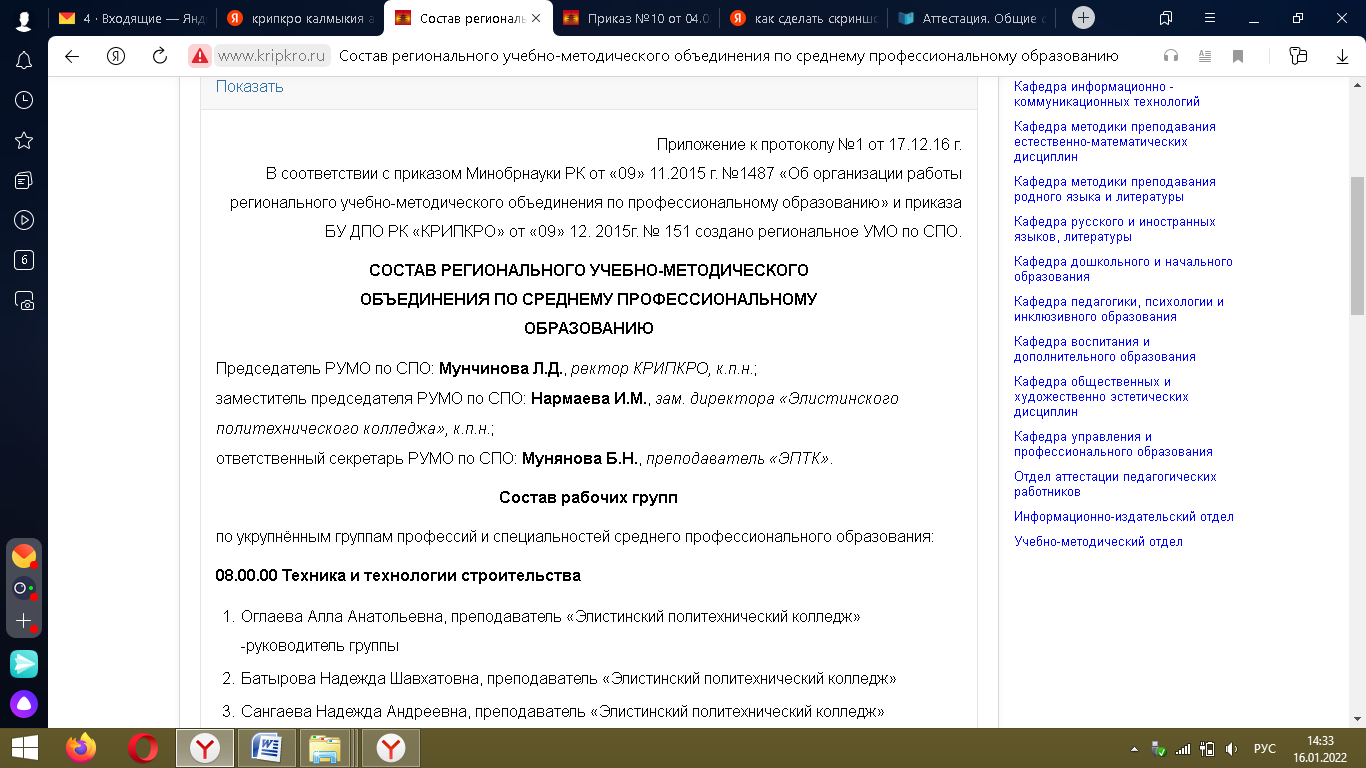 4 · Входящие — Янд
крипкро калмыкия а
Состав региональ
Приказ №10 от 04.0
как сделать скриншо
Аттестация. Общие с
www.kripkro.ru
Состав регионального учебно-методического объединения по среднему профессиональному образованию
6
Показать
Приложение к протоколу №1 от 17.12.16 г.
В соответствии с приказом Минобрнауки РК от «09» 11.2015 г. №1487 «Об организации работы
регионального учебно-методического объединения по профессиональному образованию» и приказа
БУ ДПО РК «КРИПКРО» от «09» 12. 2015г. № 151 создано региональное УМО по СПО.
СОСТАВ РЕГИОНАЛЬНОГО УЧЕБНО-МЕТОДИЧЕСКОГО
ОБЪЕДИНЕНИЯ ПО СРЕДНЕМУ ПРОФЕССИОНАЛЬНОМУ
ОБРАЗОВАНИЮ
Председатель РУМО по СПО: Мунчинова Л.Д., ректор КРИПКРО, к.п.н.;
заместитель председателя РУМО по СПО: Нармаева И.М., зам. директора «Элистинского
политехнического колледжа», к.п.н.;
ответственный секретарь РУМО по СПО: Мунянова Б.Н., преподаватель «ЭПТК».
Состав рабочих групп
по укрупнённым группам профессий и специальностей среднего профессионального образования:
08.00.00 Техника и технологии строительства
1. Оглаева Алла Анатольевна, преподаватель «Элистинский политехнический колледж»
-руководитель группы
2. Батырова Надежда Шавхатовна, преподаватель «Элистинский политехнический колледж»
3. Сангаева Надежда Андреевна, преподаватель «Элистинский политехнический колледж»
Кафедра информационно -
коммуникационных технологий
Кафедра методики преподавания
естественно-математических
дисциплин
Кафедра методики преподавания
родного языка и литературы
Кафедра русского и иностранных
языков, литературы
Кафедра дошкольного и начального
образования
Кафедра педагогики, психологии и
инклюзивного образования
Кафедра воспитания и
дополнительного образования
Кафедра общественных и
художественно эстетических
дисциплин
Кафедра управления и
профессионального образования
Отдел аттестации педагогических
работников
Информационно-издательский отдел
Учебно-методический отдел
РУС
14:33
16.01.2022